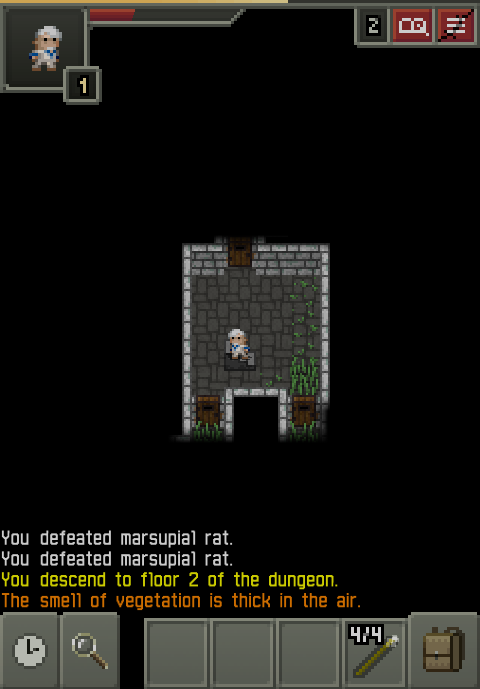 2
1
You defeated marsupial rat.
You defeated marsupial rat.
You descend to floor 2 of the dungeon.
The smell of vegetation is thick in the air.
4/4